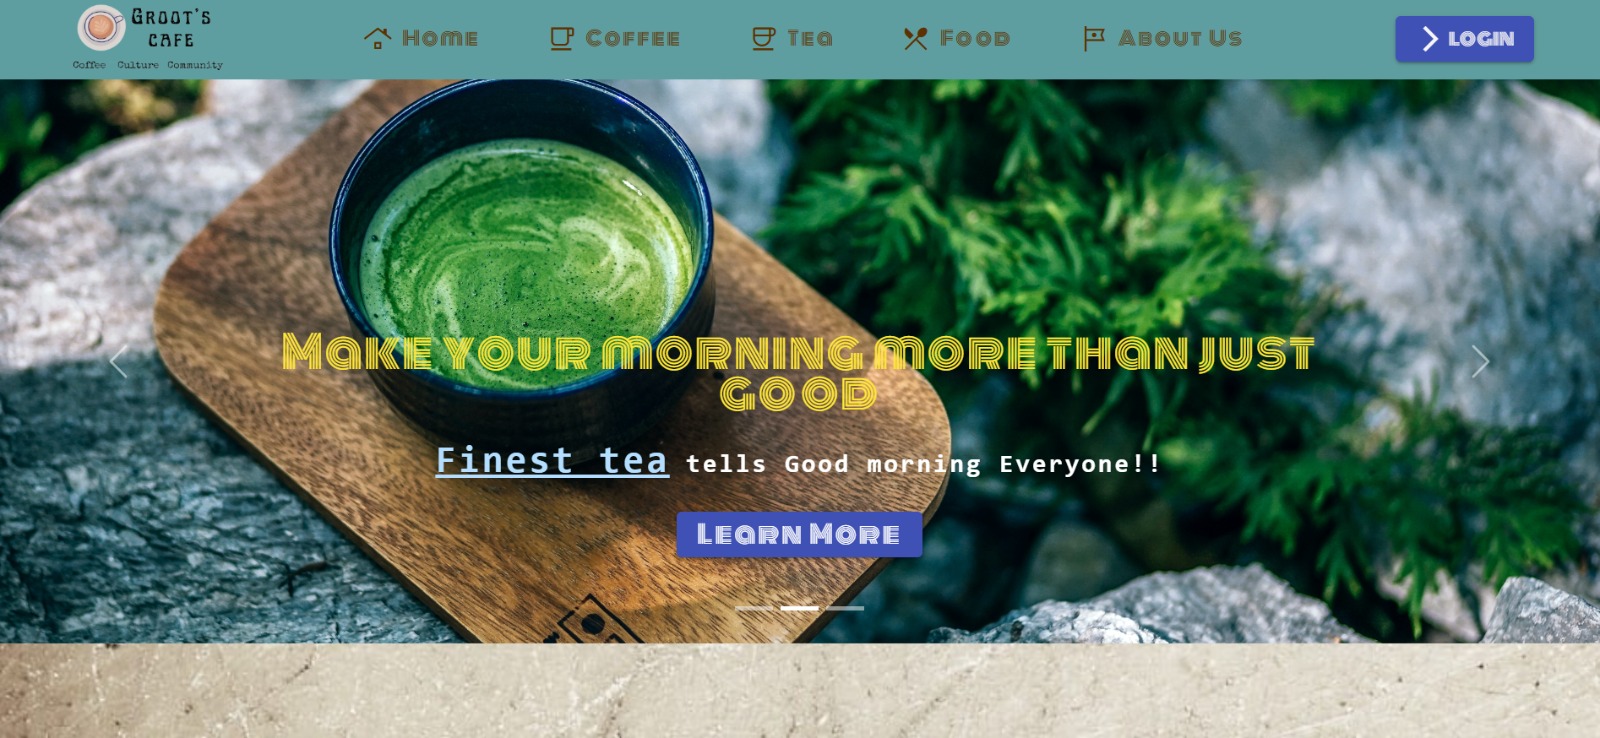 GROOT'S
CAFE
Coffee Culture Community
Home
Coffee
Tea
Food
About Us
LOGIN
Make your morning more than just
good
Finest tea tells Good morning Everyone!!
Learn More